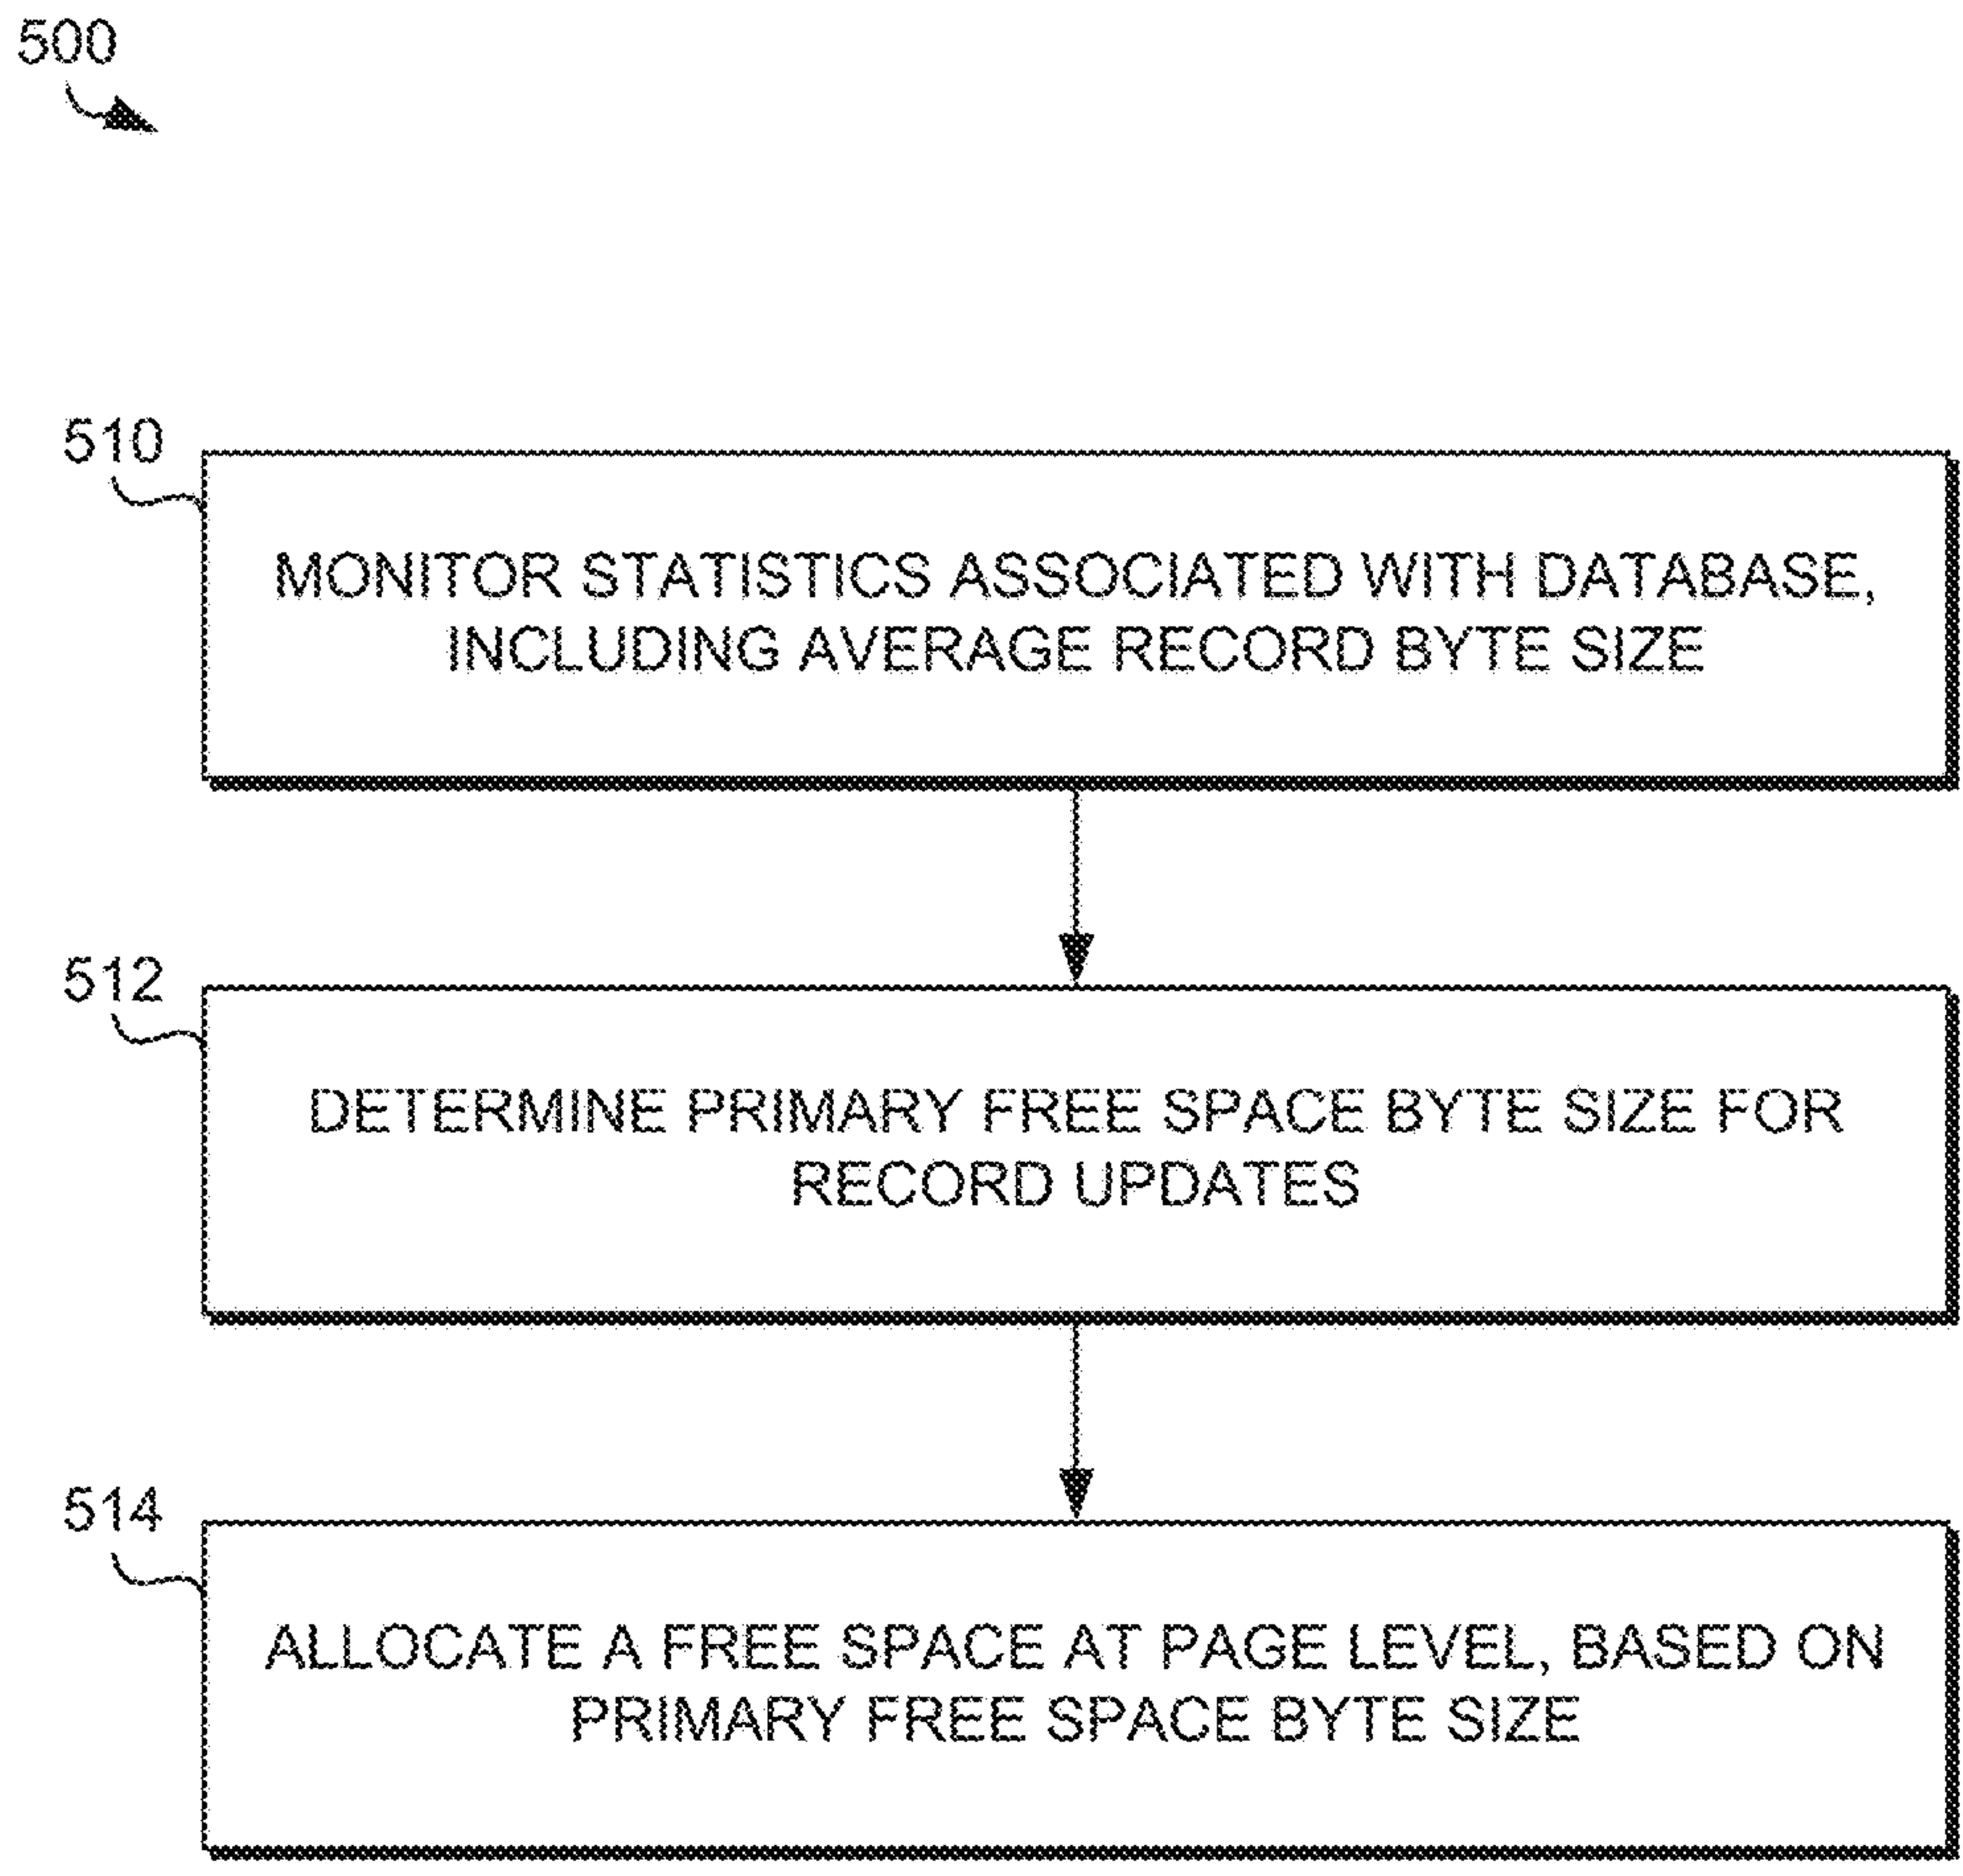 500
510
MONITOR STATISTICS ASSOCIATED WITH DATABASE,
INCLUDING AVERAGE RECORD BYTE SIZE
512
DETERMINE PRIMARY FREE SPACE BYTE SIZE FOR
RECORD UPDATES
514
ALLOCATE A FREE SPACE AT PAGE LEVEL, BASED ON
PRIMARY FREE SPACE BYTE SIZE